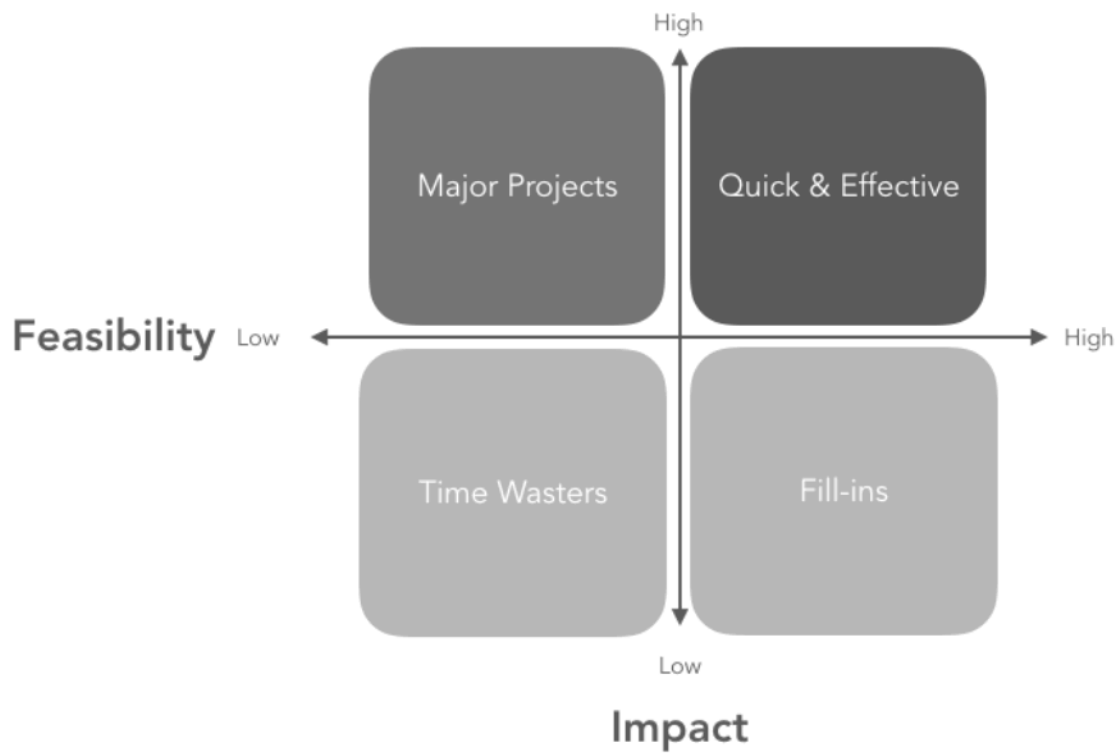 High
Major Projects
Quick & Effective
Feasibility
Low
High
Time Wasters
Fill-ins
Low
Impact